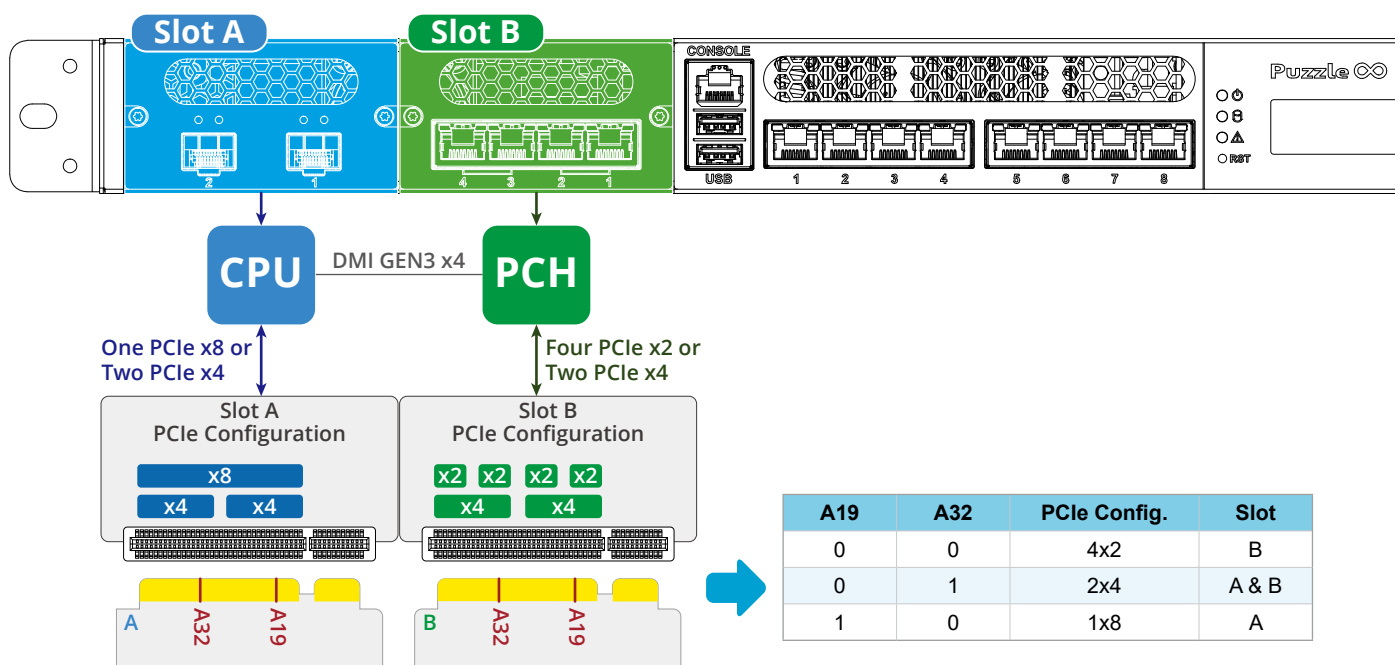 Slot A
Slot B
CONSOLE
USB
2
1
4
3
2
1
1
2
3
4
5
6
7
8
Puzzle
RST
CPU
DMI GEN3 x4
PCH
One PCIe x8 or
Two PCIe x4
Four PCIe x2 or
Two PCIe x4
Slot A
PCIe Configuration
x8
x4 x4
Slot B
PCIe Configuration
x2 x2 x2 x2
x4 x4
A
A32
A19
B
A32
A19
A19 A32 PCIe Config. Slot
0 0 4x2 B
0 1 2x4 A & B
1 0 1x8 A